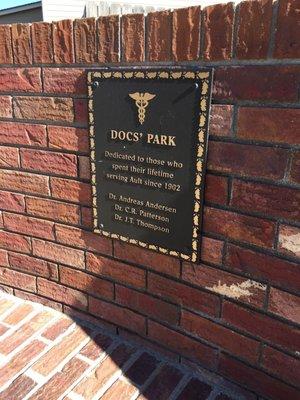 DOCS' PARK
Dedicated to those who
spent their lifetime
serving Ault since 1902
Dr. Andreas Andersen
Dr. C.R. Patterson
Dr. J.T. Thompson